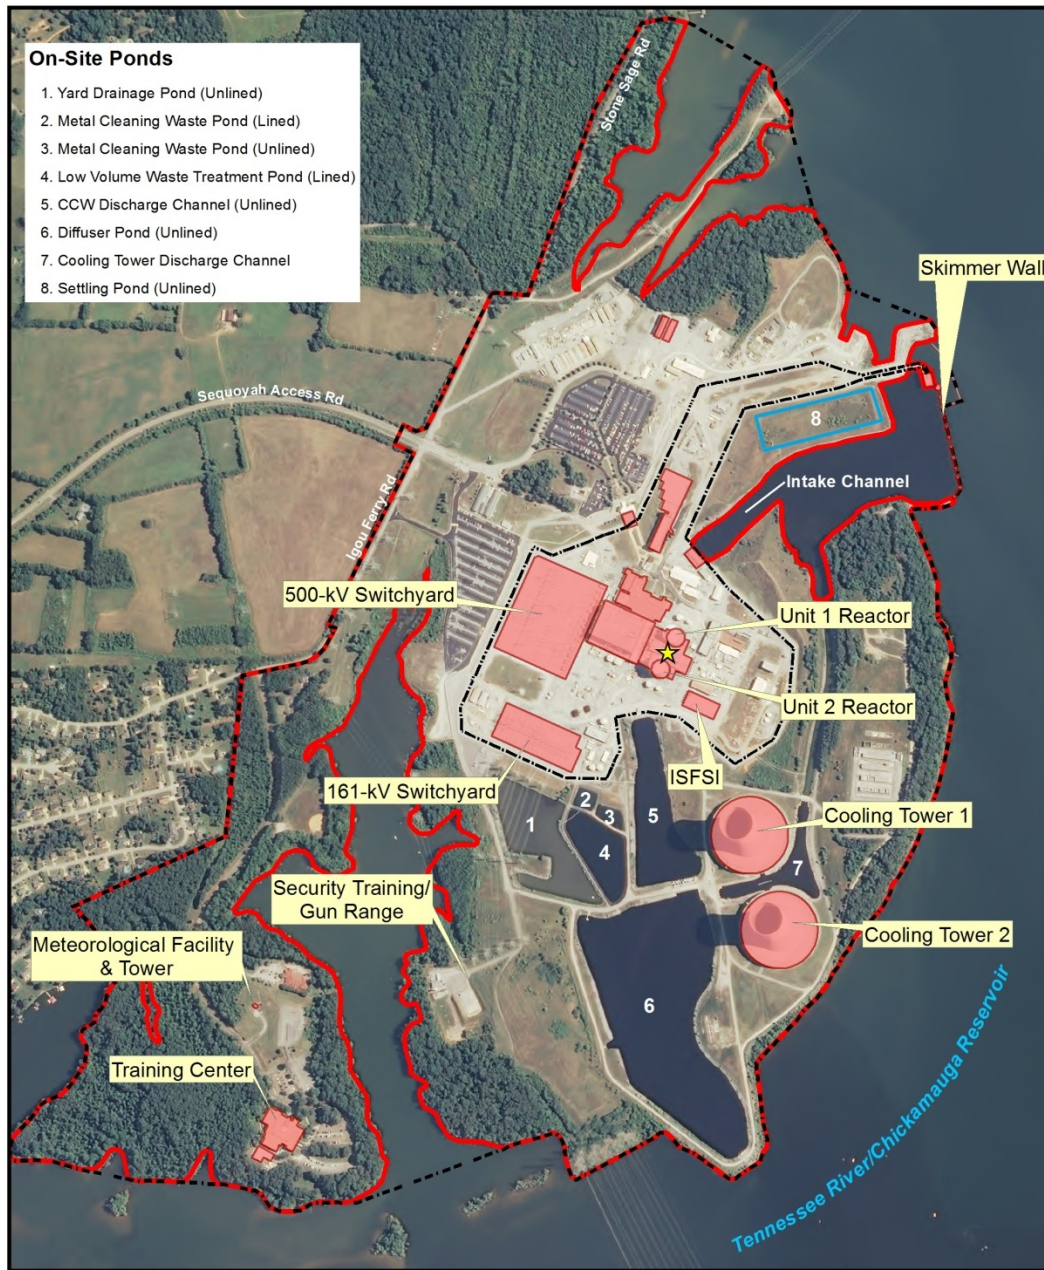 On-Site Ponds
1. Yard Drainage Pond (Unlined)
2. Metal Cleaning Waste Pond (Lined)
3. Metal Cleaning Waste Pond (Unlined)
4. Low Volume Waste Treatment Pond (Lined)
5. CCW Discharge Channel (Unlined)
6. Diffuser Pond (Unlined)
7. Cooling Tower Discharge Channel
8. Settling Pond (Unlined)
Stone Sage Rd
Skimmer Wall
Sequoyah Access Rd
8
Intake Channel
Igou Ferry Rd
500-kV Switchyard
Unit 1 Reactor
Unit 2 Reactor
ISFSI
161-kV Switchyard
2
3
1
4
5
Cooling Tower 1
7
Security Training/
Gun Range
Cooling Tower 2
Meteorological Facility
& Tower
6
Training Center
Tennessee River/Chickamauga Reservoir